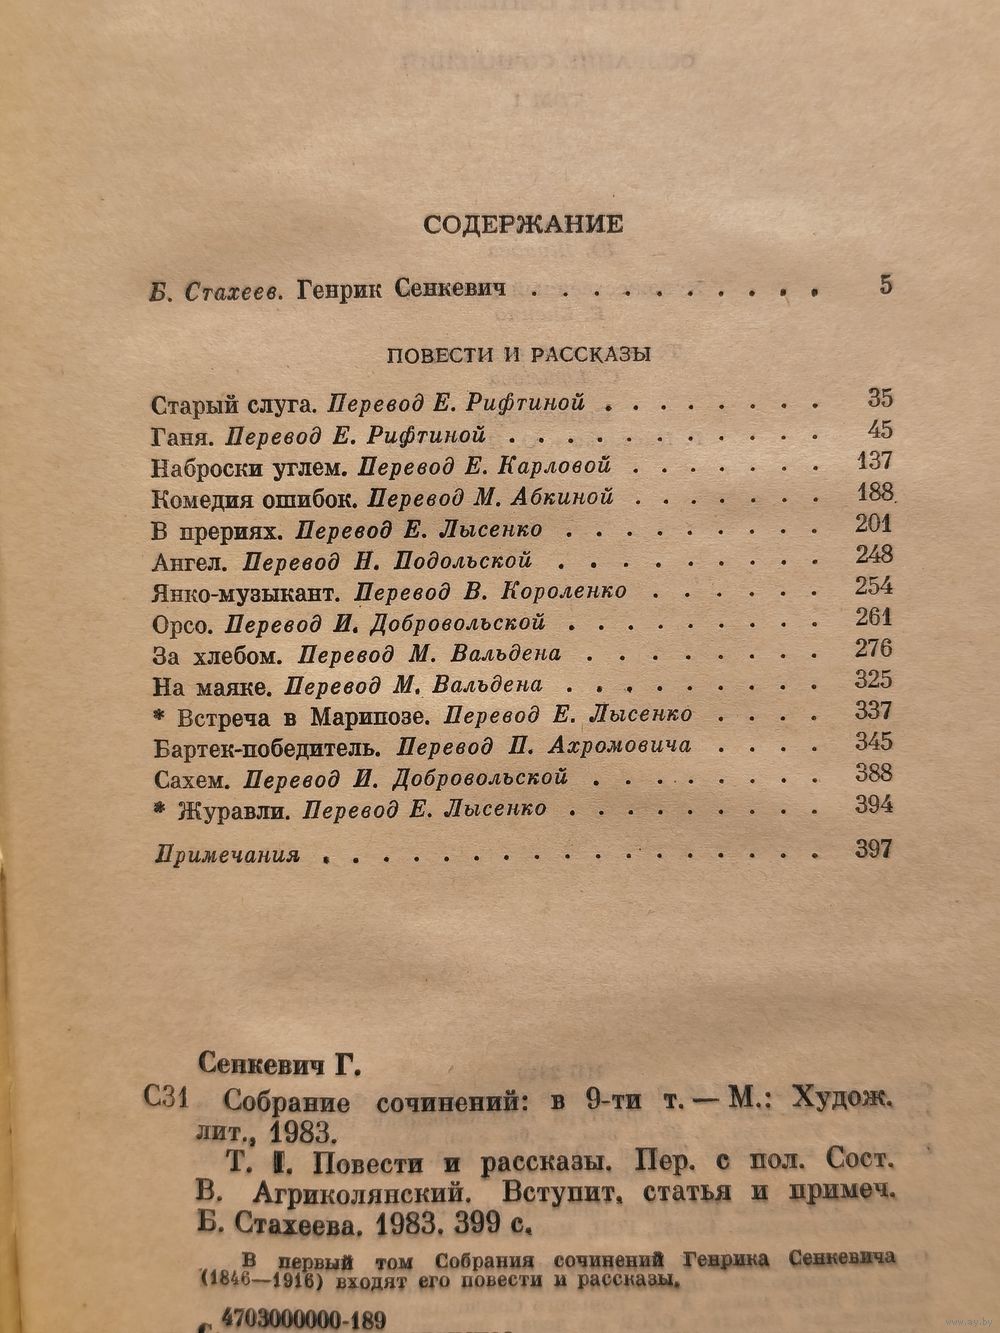 СОДЕРЖАНИЕ
Б. Стахеев. Генрик Сенкевич . . . . . . . . . . 5
ПОВЕСТИ И РАССКАЗЫ
Старый слуга. Перевод Е. Рифтиной . . . . . . . . 35
Ганя. Перевод Е. Рифтиной . . . . . . . . . . . 45
Наброски углем. Перевод Е. Карловой . . . . . . . 137
Комедия ошибок. Перевод М. Абкиной . . . . . . . 188
В прериях. Перевод Е. Лысенко . . . . . . . . . 201
Ангел. Перевод Н. Подольской . . . . . . . . . 248
Янко-музыкант. Перевод В. Короленко . . . . . . 254
Орсо. Перевод И. Добровольской . . . . . . . . . 261
За хлебом. Перевод М. Вальдена . . . . . . . . 276
На маяке. Перевод М. Вальдена . . . . . . . . . 325
* Встреча в Марипозе. Перевод Е. Лысенко . . . . 337
Бартек-победитель. Перевод П. Ахромовича . . . . 345
Сахем. Перевод И. Добровольской . . . . . . . . 388
* Журавли. Перевод Е. Лысенко . . . . . . . . . 394
Примечания . . . . . . . . . . . . . . . . . 397
Сенкевич Г.
С31 Собрание сочинений: в 9-ти т. — М.: Худож.
лит., 1983.
Т. I. Повести и рассказы. Пер. с пол. Сост.
В. Агриколянский. Вступит. статья и примеч.
Б. Стахеева. 1983. 399 с.
В первый том Собрания сочинений Генрика Сенкевича
(1846—1916) входят его повести и рассказы.
4703000000-189
www.ay.by